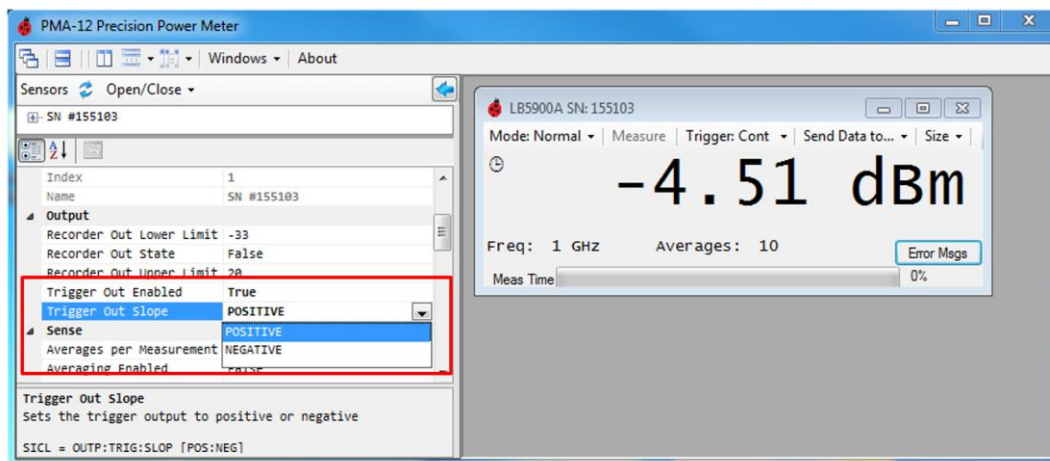 PMA-12 Precision Power Meter
Windows About
Sensors Open/Close
SN #155103
Index 1
Name SN #155103
Output
Recorder Out Lower Limit -33
Recorder Out State False
Recorder Out Upper Limit 20
Trigger Out Enabled True
Trigger Out Slope POSITIVE
Sense POSITIVE
Averages per Measurement NEGATIVE
Averaging Enabled False
Trigger Out Slope
Sets the trigger output to positive or negative
SICL = OUTP:TRIG:SLOP [POS:NEG]
LB5900A SN: 155103
Mode: Normal Measure Trigger: Cont Send Data to... Size
-4.51 dBm
Freq: 1 GHz Averages: 10
Error Msgs
Meas Time 0%